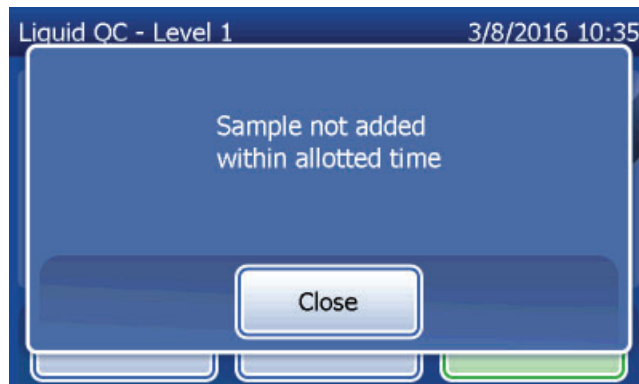 Liquid QC - Level 1
3/8/2016 10:35
Sample not added
within allotted time
Close